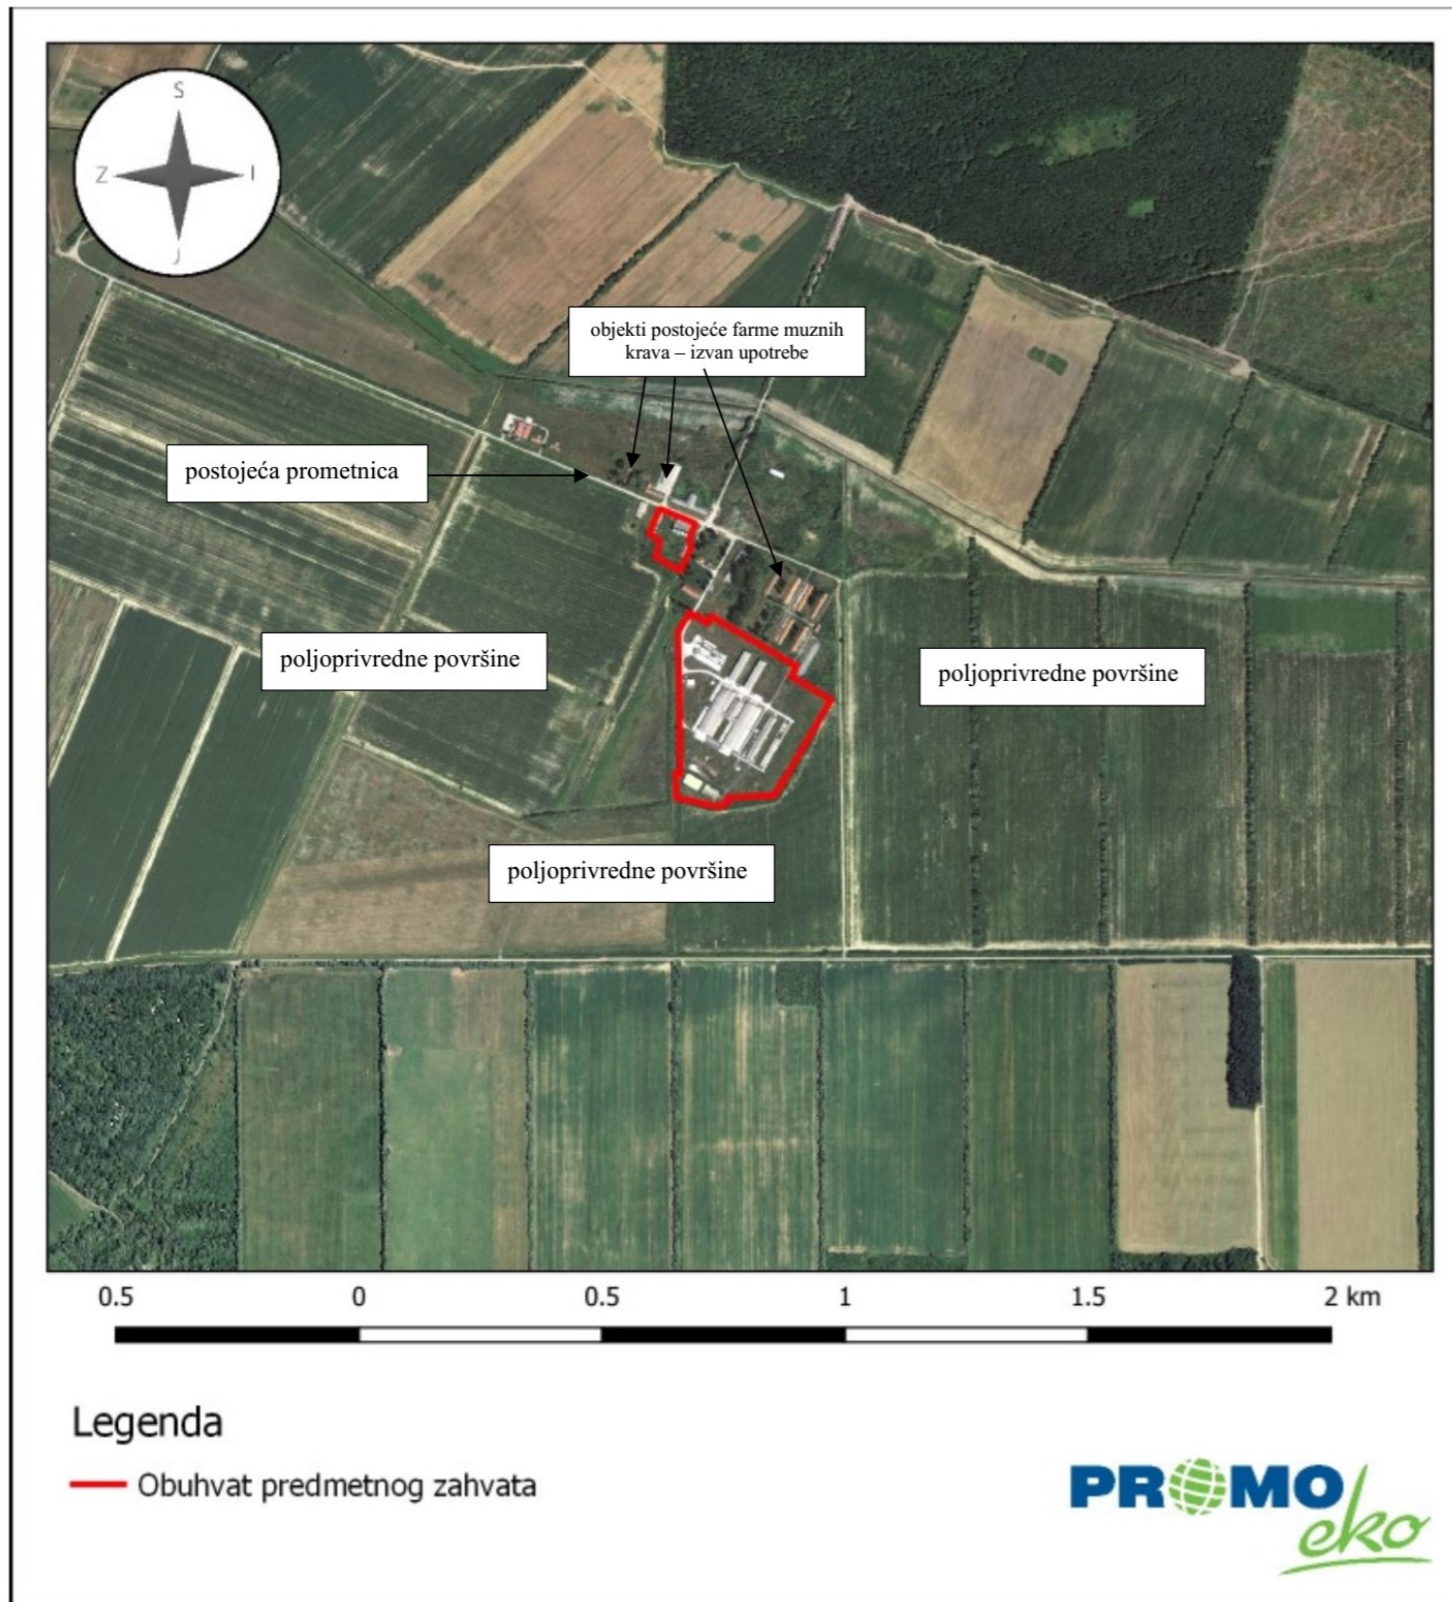 S
Z
I
J
objekti postojeće farme muznih
krava – izvan upotrebe
postojeća prometnica
poljoprivredne površine
poljoprivredne površine
poljoprivredne površine
0.5 0 0.5 1 1.5 2 km
Legenda
Obuhvat predmetnog zahvata
PROMO
eko